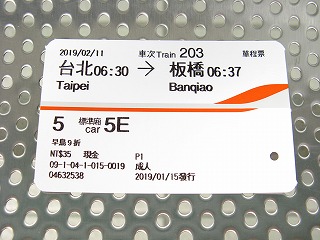 2019/02/11 車次Train 203 單程票
台北06:30 → 板橋06:37
Taipei Banqiao
5 標準廂 car 5E
早鳥9折
NT$35 現金 P1
09-1-04-1-015-0019 成人
04632538 2019/01/15發行